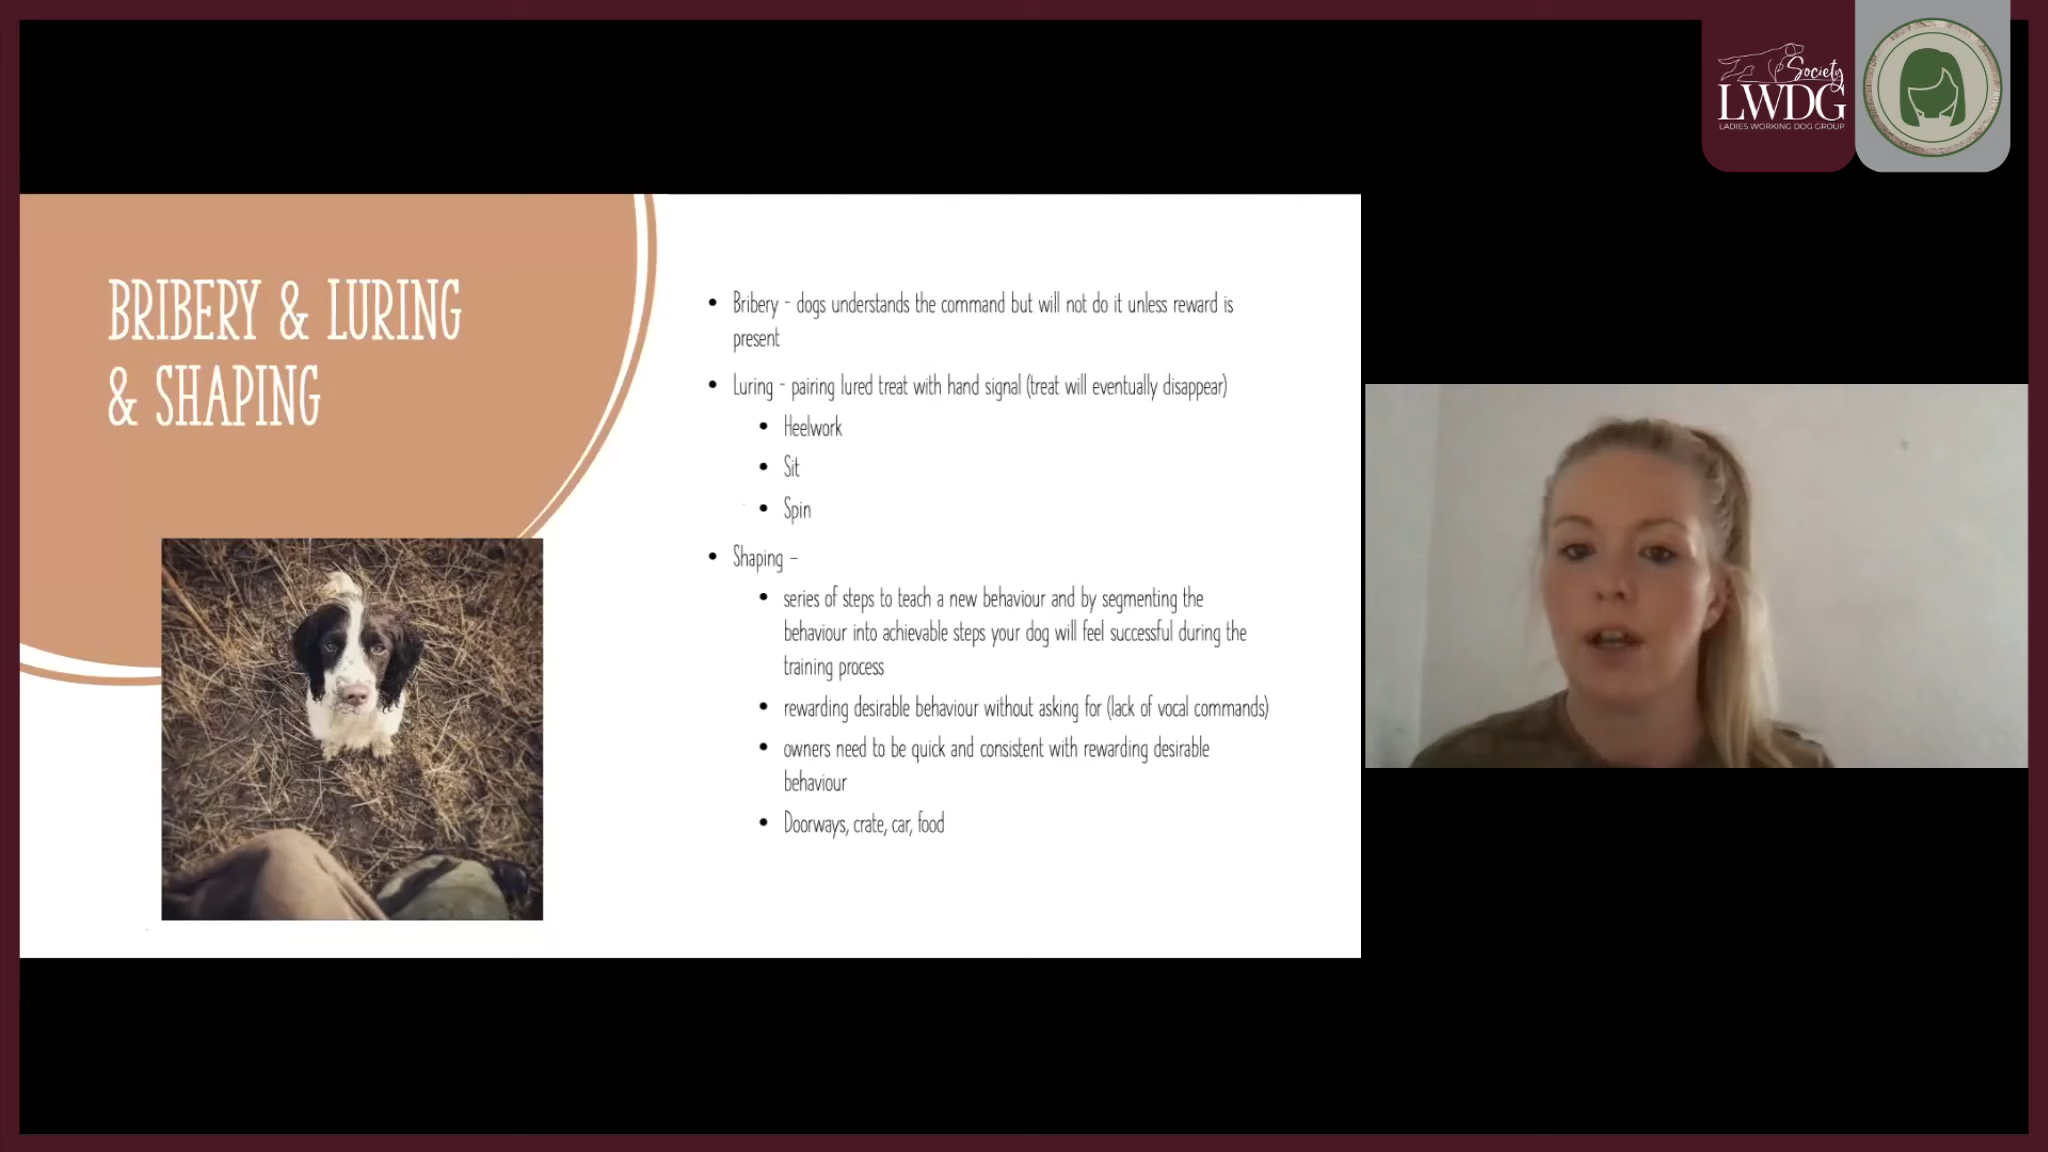 Society
LWDG
LADIES WORKING DOG GROUP
BRIBERY & LURING
& SHAPING
• Bribery - dogs understands the command but will not do it unless reward is
present
• Luring - pairing lured treat with hand signal (treat will eventually disappear)
• Heelwork
• Sit
• Spin
• Shaping –
• series of steps to teach a new behaviour and by segmenting the
behaviour into achievable steps your dog will feel successful during the
training process
• rewarding desirable behaviour without asking for (lack of vocal commands)
• owners need to be quick and consistent with rewarding desirable
behaviour
• Doorways, crate, car, food